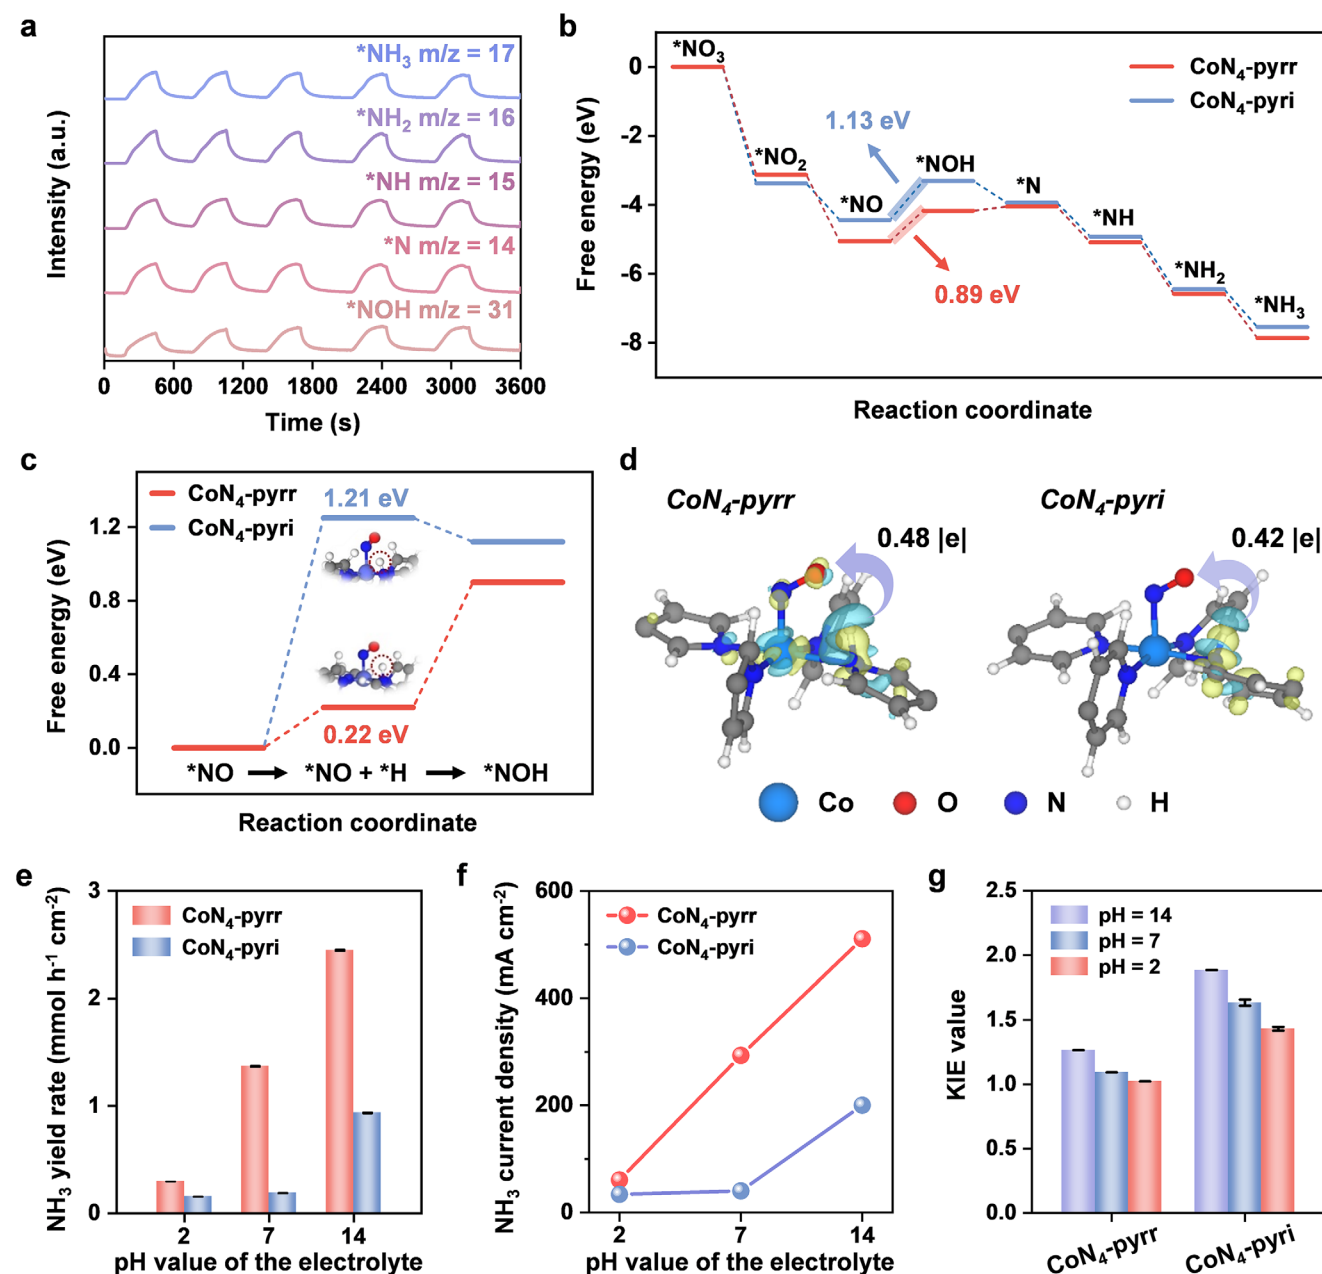 a
*NH₃ m/z = 17
*NH₂ m/z = 16
*NH m/z = 15
*N m/z = 14
*NOH m/z = 31
Intensity (a.u.)
0 600 1200 1800 2400 3000 3600
Time (s)
b
*NO₃
CoN₄-pyrr
CoN₄-pyri
1.13 eV
*NO₂
*NOH
*NO
*N
*NH
*NH₂
*NH₃
0.89 eV
0
-2
-4
-6
-8
Free energy (eV)
Reaction coordinate
c
CoN₄-pyrr
CoN₄-pyri
1.21 eV
0.22 eV
1.2
0.8
0.4
0.0
Free energy (eV)
*NO → *NO + *H → *NOH
Reaction coordinate
d
CoN₄-pyrr
CoN₄-pyri
0.48 |e|
0.42 |e|
Co O N H
e
CoN₄-pyrr
CoN₄-pyri
3
2
1
0
NH₃ yield rate (mmol h⁻¹ cm⁻²)
2 7 14
pH value of the electrolyte
f
CoN₄-pyrr
CoN₄-pyri
600
400
200
0
NH₃ current density (mA cm⁻²)
2 7 14
pH value of the electrolyte
g
pH = 14
pH = 7
pH = 2
2.5
2.0
1.5
1.0
0.5
0.0
KIE value
CoN₄-pyrr CoN₄-pyri